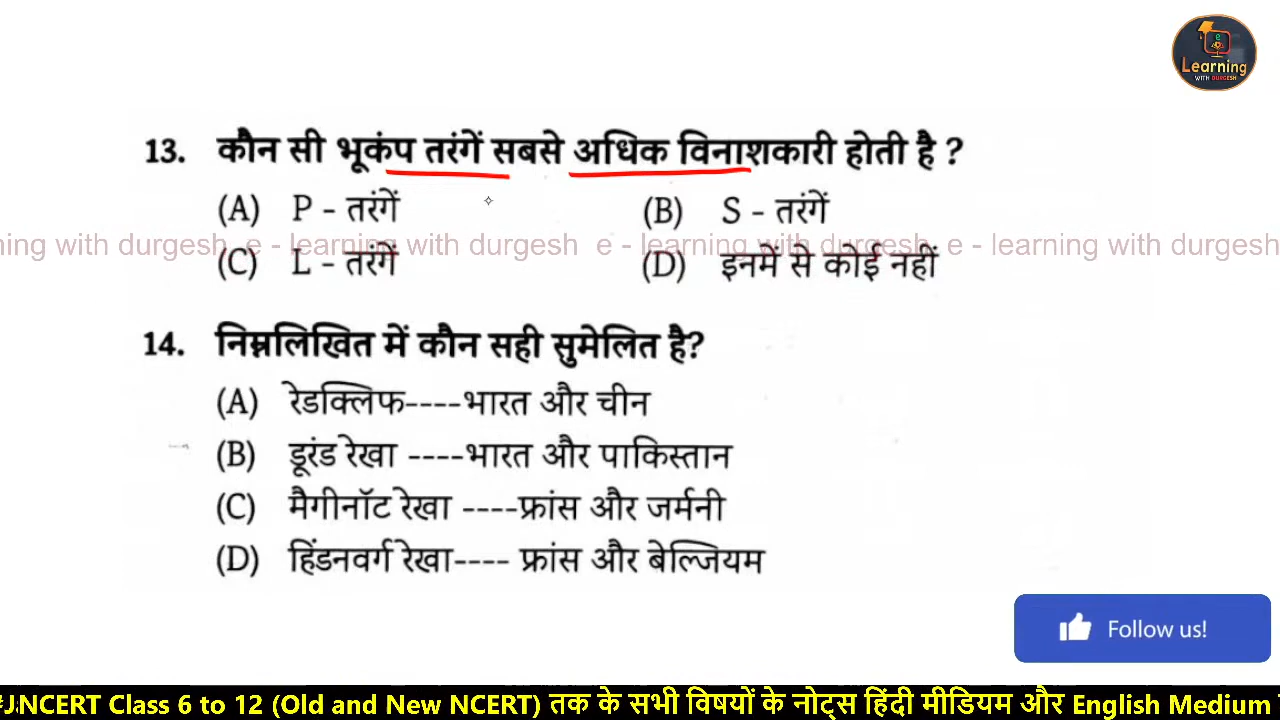 e
Learning
WITH DURGESH
13. कौन सी भूकंप तरंगें सबसे अधिक विनाशकारी होती है ?
(A) P - तरंगें (B) S - तरंगें
ning with durgesh e - learning with durgesh e - learning with durgesh e - learning with durgesh
(C) L - तरंगें (D) इनमें से कोई नहीं
14. निम्नलिखित में कौन सही सुमेलित है?
(A) रेडक्लिफ----भारत और चीन
(B) डूरंड रेखा ----भारत और पाकिस्तान
(C) मैगीनॉट रेखा ----फ्रांस और जर्मनी
(D) हिंडनवर्ग रेखा---- फ्रांस और बेल्जियम
Follow us!
NCERT Class 6 to 12 (Old and New NCERT) तक के सभी विषयों के नोट्स हिंदी मीडियम और English Medium